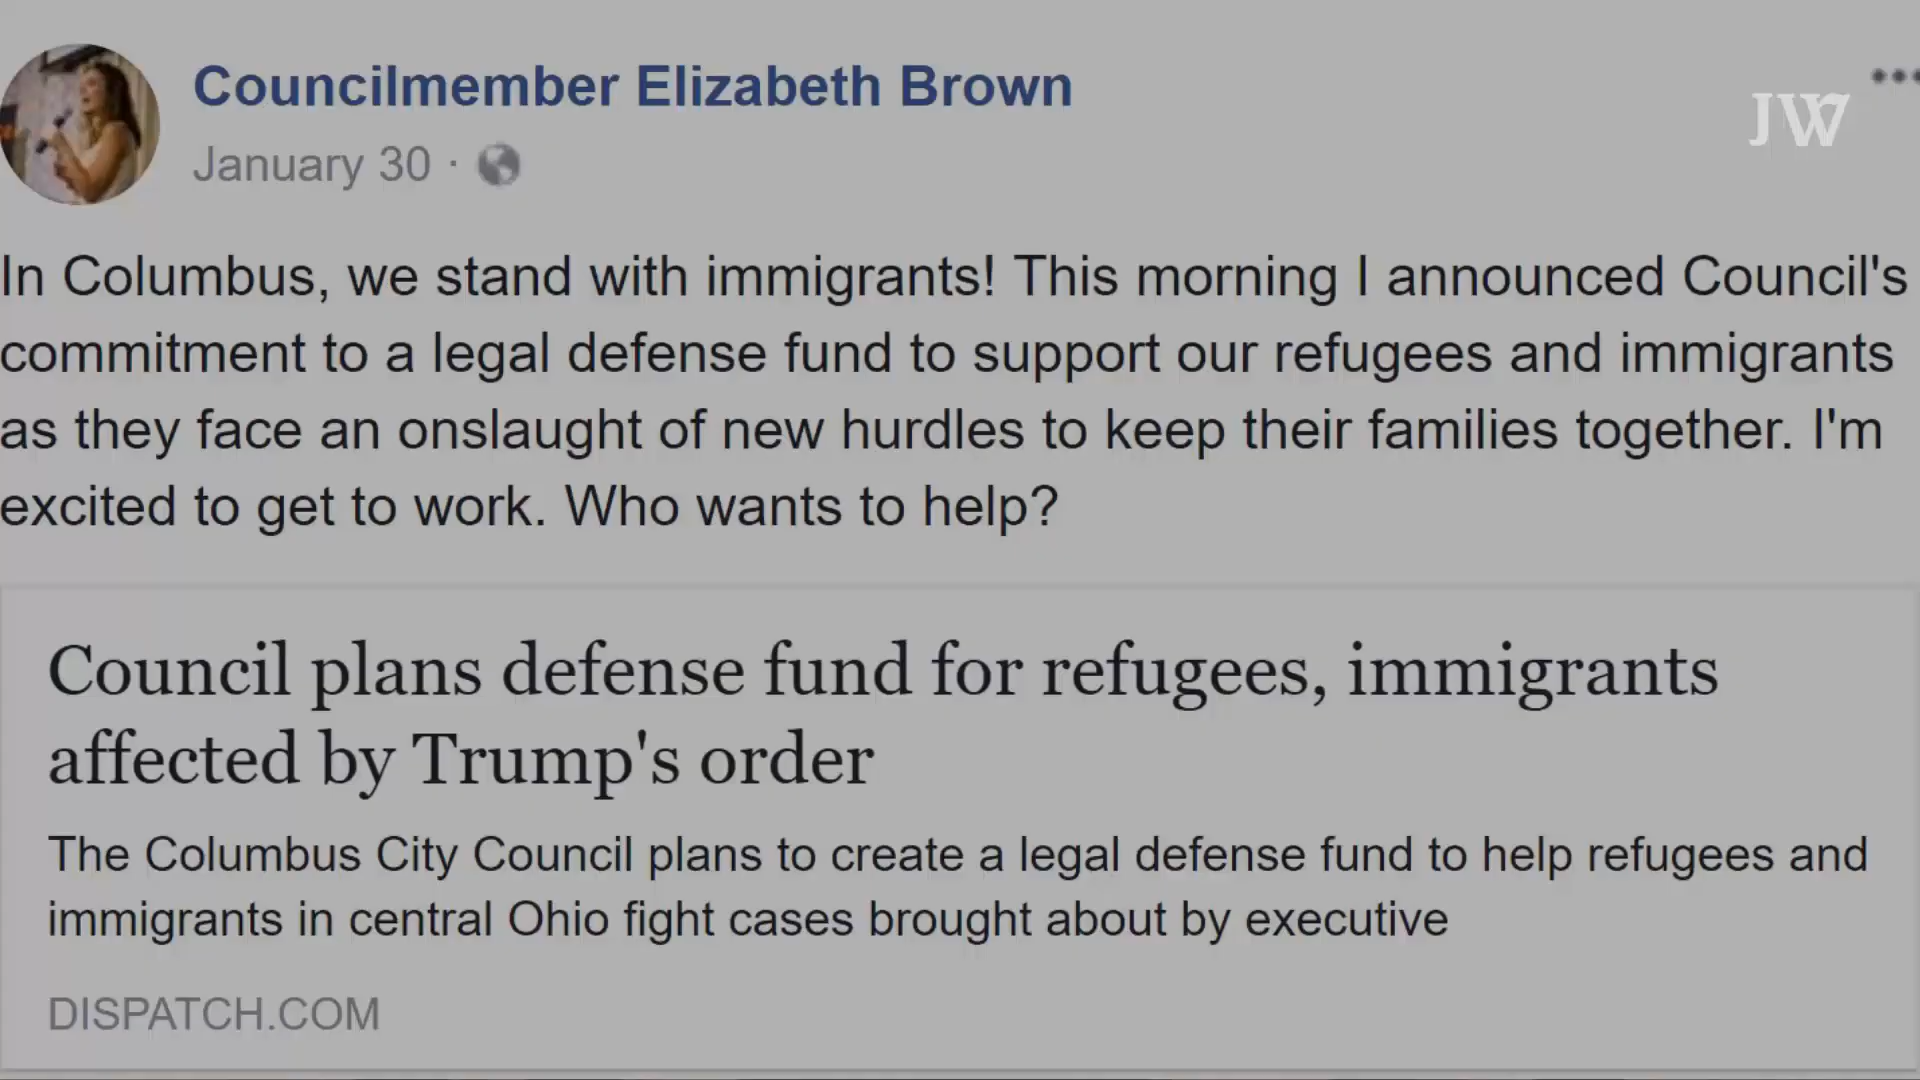 Councilmember Elizabeth Brown
JW
January 30 ·
In Columbus, we stand with immigrants! This morning I announced Council's
commitment to a legal defense fund to support our refugees and immigrants
as they face an onslaught of new hurdles to keep their families together. I'm
excited to get to work. Who wants to help?
Council plans defense fund for refugees, immigrants
affected by Trump's order
The Columbus City Council plans to create a legal defense fund to help refugees and
immigrants in central Ohio fight cases brought about by executive
DISPATCH.COM